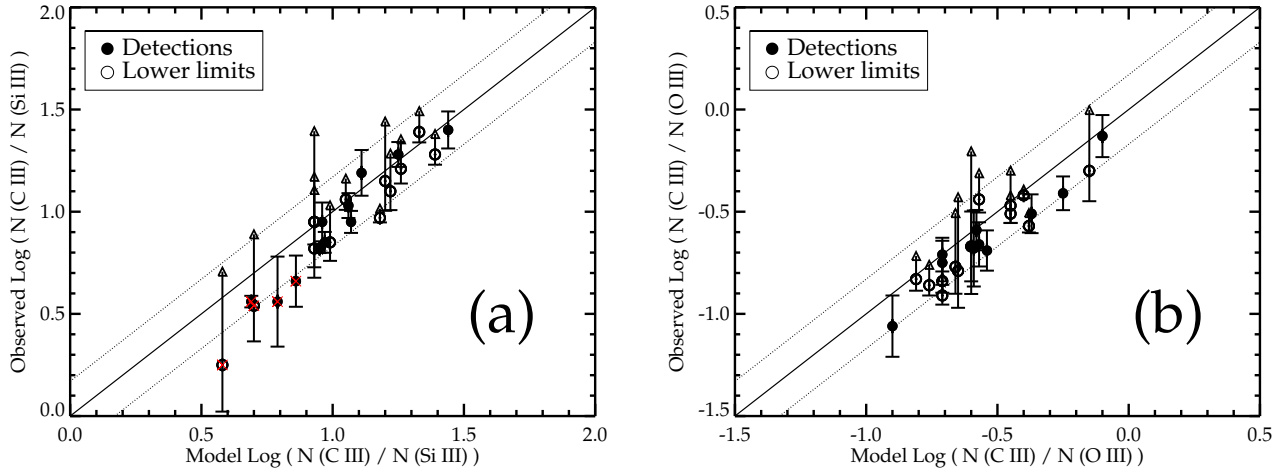 Observed Log ( N (C III) / N (Si III) )
2.0
1.5
1.0
0.5
0.0
Detections
Lower limits
(a)
0.0 0.5 1.0 1.5 2.0
Model Log ( N (C III) / N (Si III) )
Observed Log ( N (C III) / N (O III) )
0.5
0.0
-0.5
-1.0
-1.5
Detections
Lower limits
(b)
-1.5 -1.0 -0.5 0.0 0.5
Model Log ( N (C III) / N (O III) )